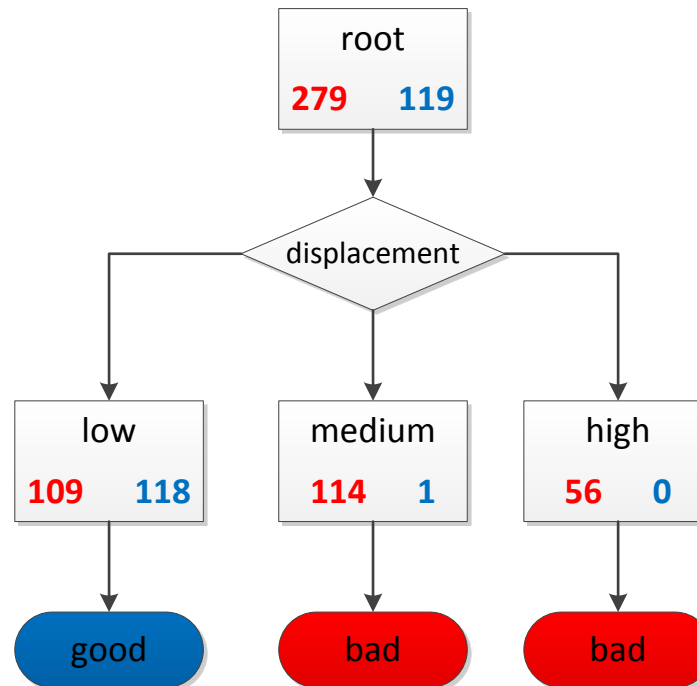 root
279 119
displacement
low medium high
109 118 114 1 56 0
good bad bad